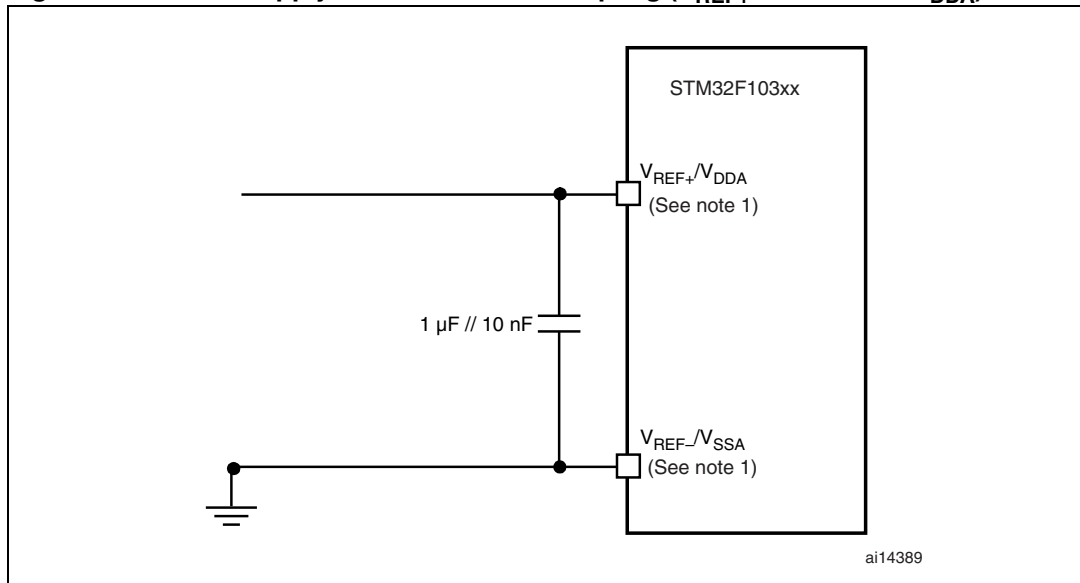 STM32F103xx
VREF+/VDDA
(See note 1)
1 µF // 10 nF
VREF–/VSSA
(See note 1)
ai14389